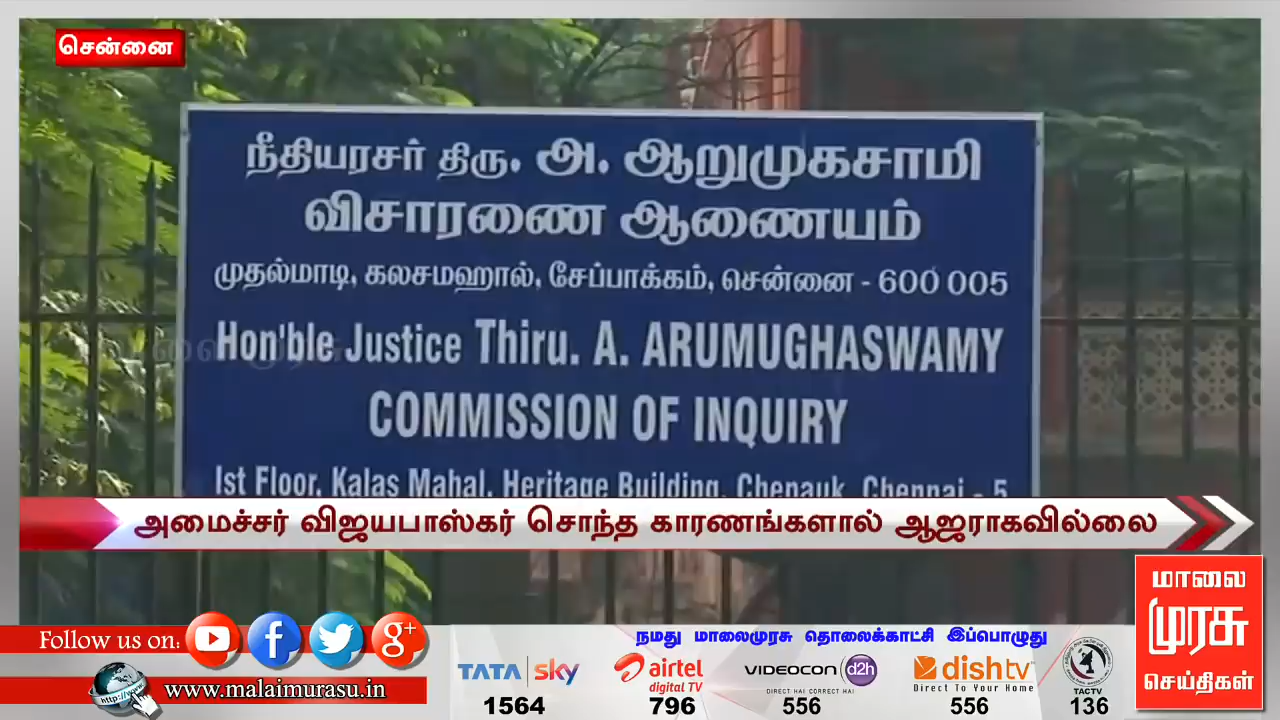 சென்னை
நீதியரசர் திரு. அ. ஆறுமுகசாமி
விசாரணை ஆணையம்
முதல்மாடி, கலசமஹால், சேப்பாக்கம், சென்னை - 600 005
Hon'ble Justice Thiru. A. ARUMUGHASWAMY
COMMISSION OF INQUIRY
Ist Floor, Kalas Mahal, Heritage Building, Chepauk, Chennai - 5
அமைச்சர் விஜயபாஸ்கர் சொந்த காரணங்களால் ஆஜராகவில்லை
மாலை
முரசு
செய்திகள்
Follow us on:
http://
www.malaimurasu.in
நமது மாலைமுரசு தொலைக்காட்சி இப்பொழுது
TATA sky
1564
airtel
digital TV
796
VIDEOCON d2h
DIRECT HAI CORRECT HAI
556
dishtv
Direct To Your Home
556
TACTV
136